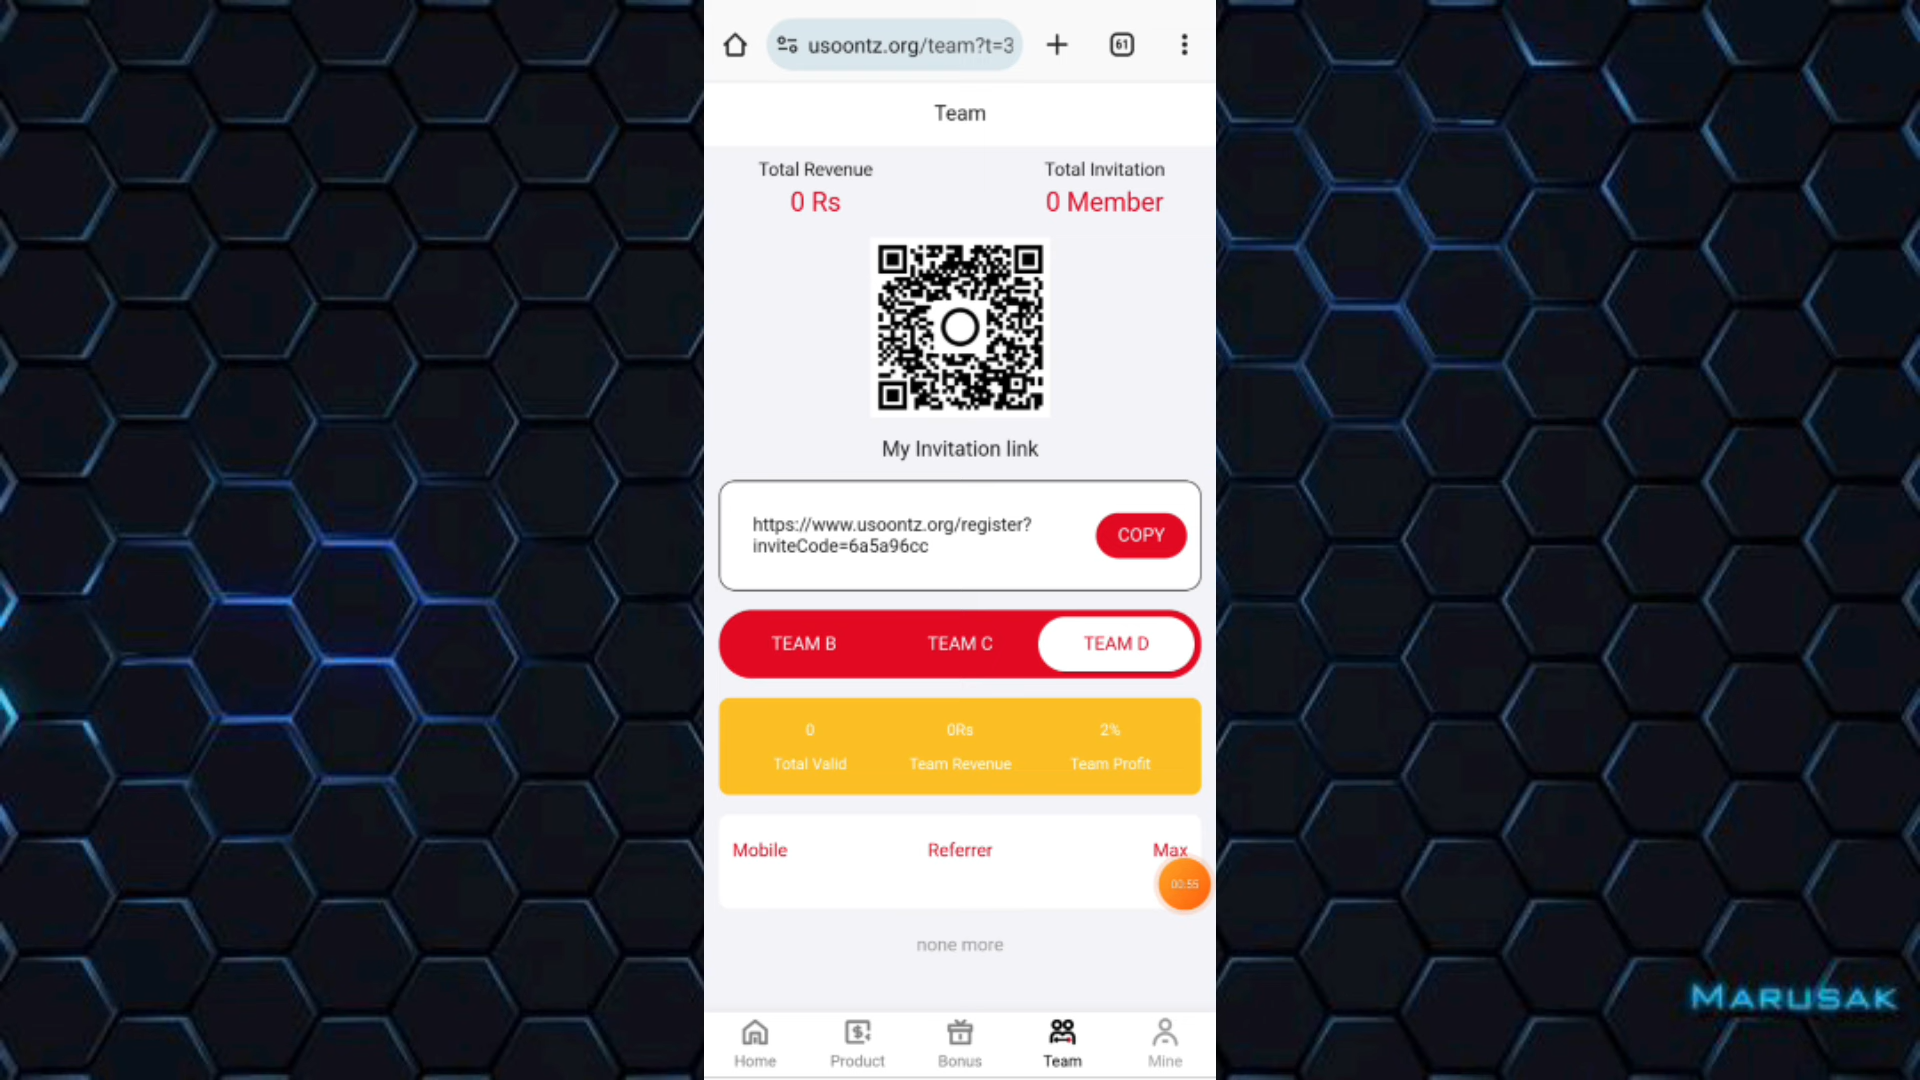 usoontz.org/team?t=3
61
Team
Total Revenue
Total Invitation
0 Rs
0 Member
My Invitation link
https://www.usoontz.org/register?
inviteCode=6a5a96cc
COPY
TEAM B
TEAM C
TEAM D
0
0Rs
2%
Total Valid
Team Revenue
Team Profit
Mobile
Referrer
Max
00:55
none more
MARUSAK
Home
Product
Bonus
Team
Mine